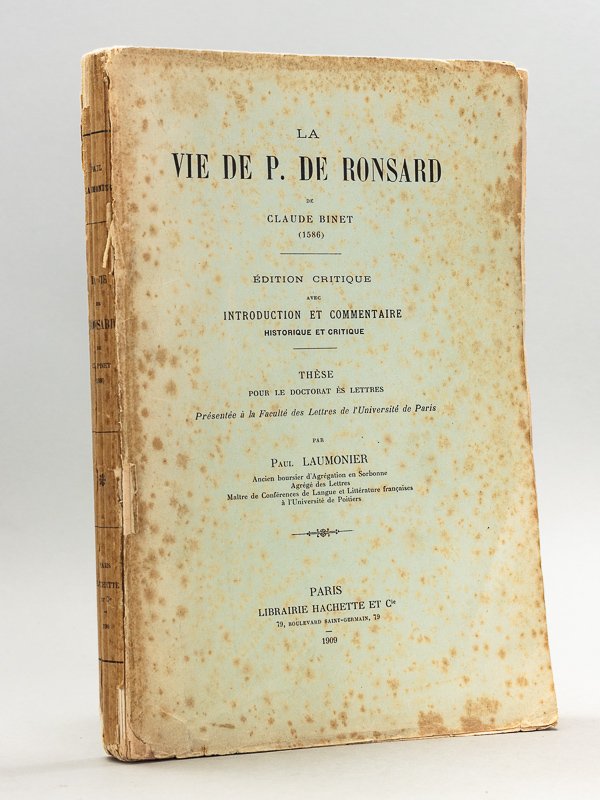 LA
VIE DE P. DE RONSARD
DE
CLAUDE BINET
(1586)
ÉDITION CRITIQUE
AVEC
INTRODUCTION ET COMMENTAIRE
HISTORIQUE ET CRITIQUE
THÈSE
POUR LE DOCTORAT ÈS LETTRES
Présentée à la Faculté des Lettres de l'Université de Paris
PAR
PAUL LAUMONIER
Ancien boursier d'Agrégation en Sorbonne
Agrégé des Lettres
Maître de Conférences de Langue et Littérature françaises
à l'Université de Poitiers
PARIS
LIBRAIRIE HACHETTE ET Cie
79, BOULEVARD SAINT-GERMAIN, 79
1909